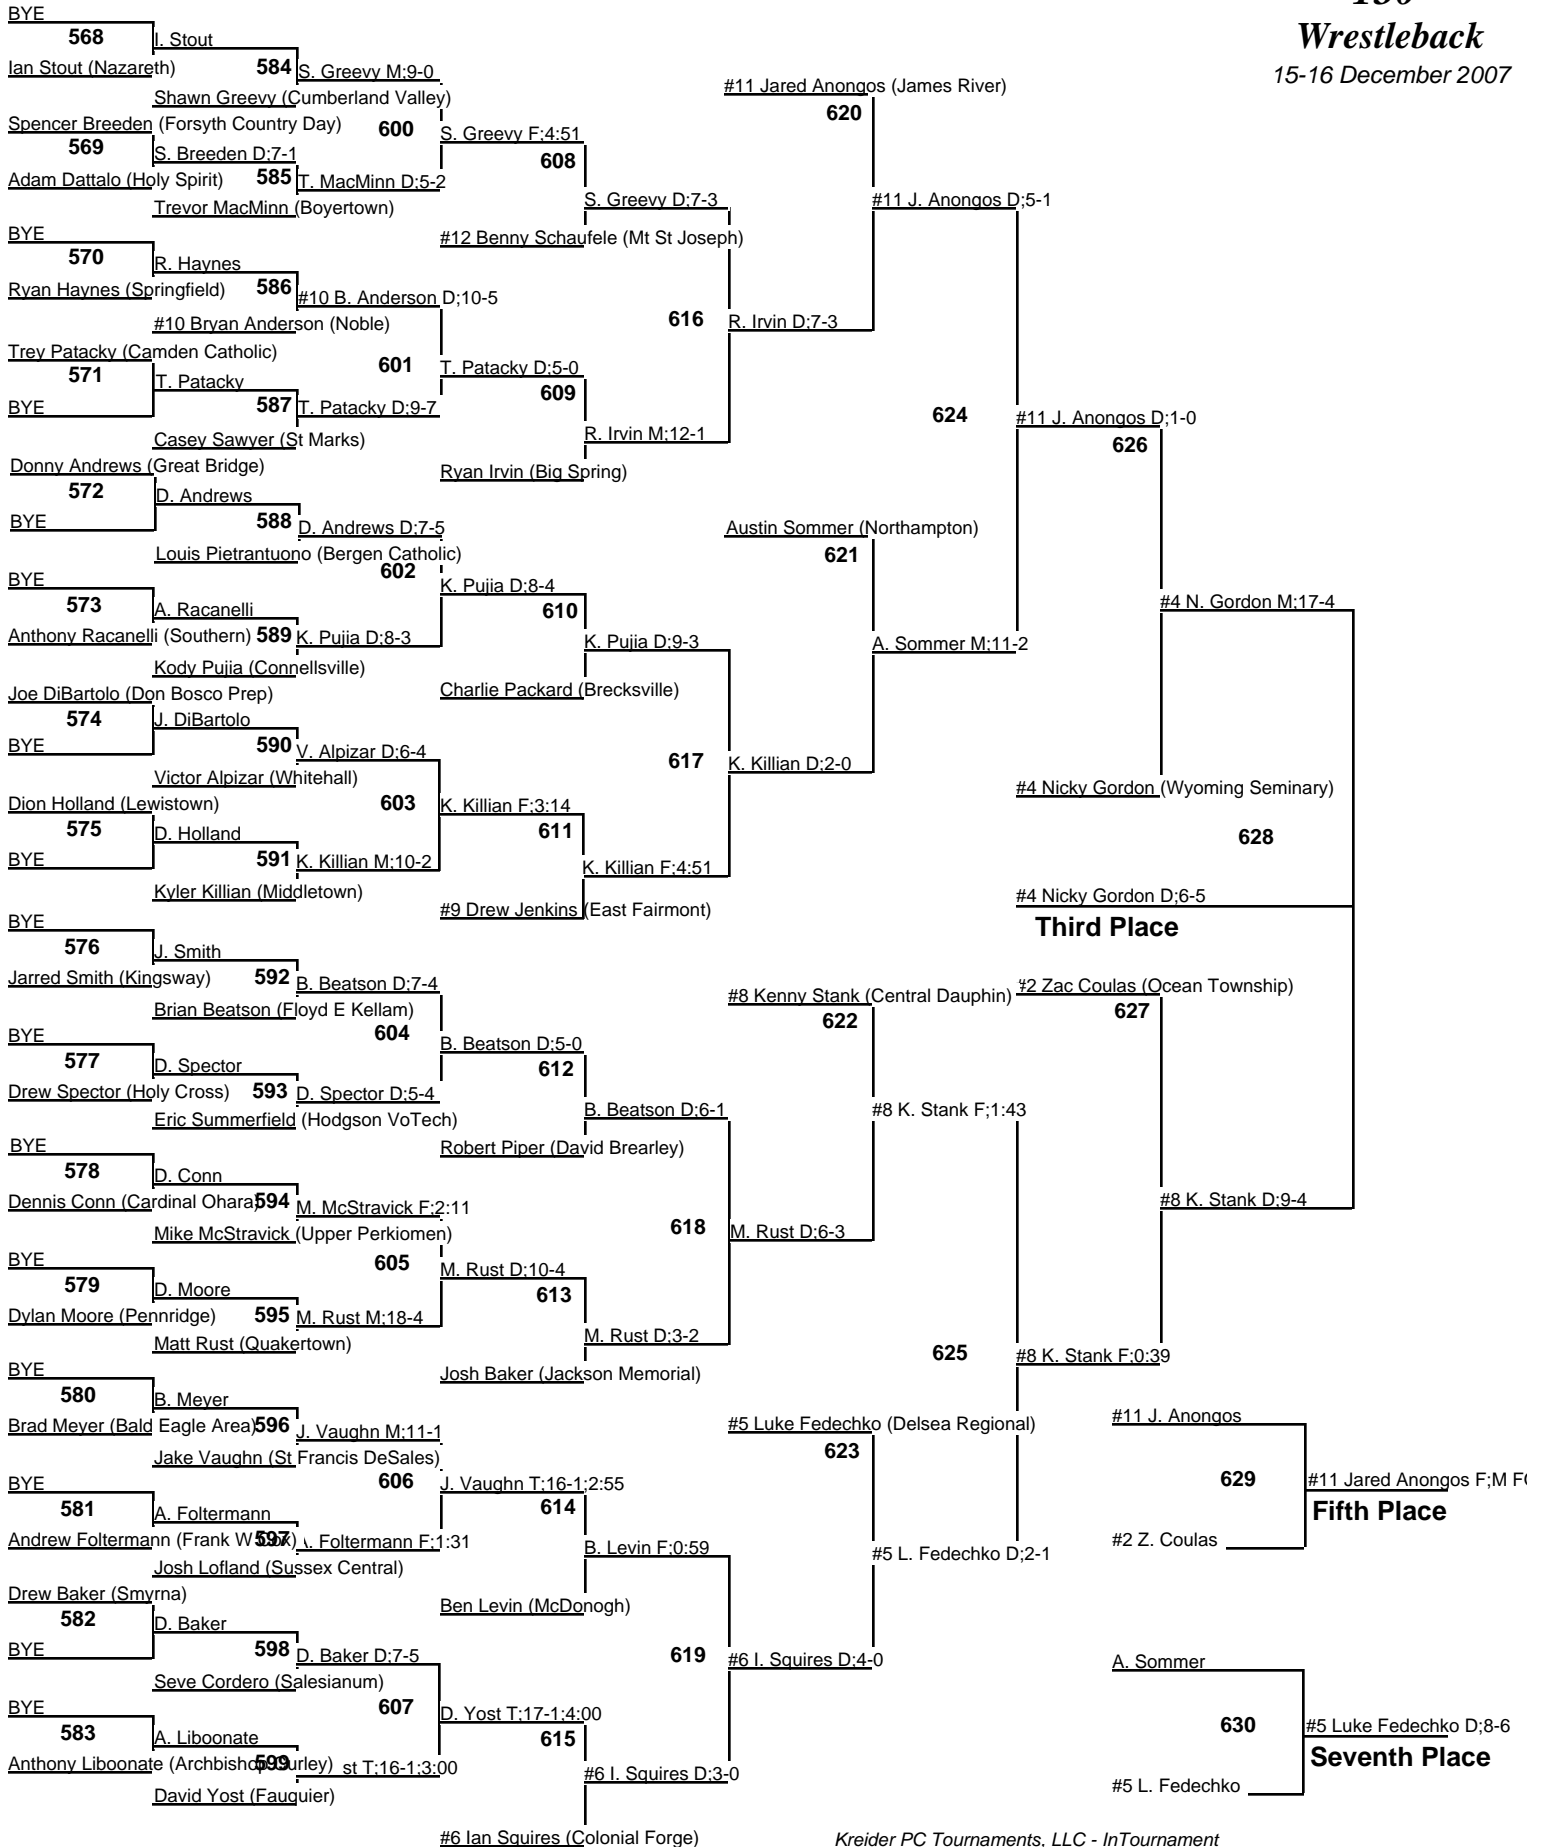 Wrestleback
15-16 December 2007
BYE
568
Ian Stout (Nazareth)
I. Stout
584
Shawn Greevy (Cumberland Valley)
S. Greevy M;9-0
Spencer Breeden (Forsyth Country Day)
569
Adam Dattalo (Holy Spirit)
S. Breeden D;7-1
585
Trevor MacMinn (Boyertown)
T. MacMinn D;5-2
600
S. Greevy F;4:51
608
#12 Benny Schaufele (Mt St Joseph)
S. Greevy D;7-3
BYE
570
Ryan Haynes (Springfield)
R. Haynes
586
#10 Bryan Anderson (Noble)
#10 B. Anderson D;10-5
Trey Patacky (Camden Catholic)
571
BYE
T. Patacky
587
Casey Sawyer (St Marks)
T. Patacky D;9-7
601
T. Patacky D;5-0
609
Ryan Irvin (Big Spring)
R. Irvin M;12-1
616
R. Irvin D;7-3
#11 Jared Anongos (James River)
620
#11 J. Anongos D;5-1
Donny Andrews (Great Bridge)
572
BYE
D. Andrews
588
Louis Pietrantuono (Bergen Catholic)
D. Andrews D;7-5
BYE
573
Anthony Racanelli (Southern)
A. Racanelli
589
Kody Pujia (Connellsville)
K. Pujia D;8-3
602
K. Pujia D;8-4
610
Charlie Packard (Brecksville)
K. Pujia D;9-3
Joe DiBartolo (Don Bosco Prep)
574
BYE
J. DiBartolo
590
Victor Alpizar (Whitehall)
V. Alpizar D;6-4
Dion Holland (Lewistown)
575
BYE
D. Holland
591
Kyler Killian (Middletown)
K. Killian M;10-2
603
K. Killian F;3:14
611
#9 Drew Jenkins (East Fairmont)
K. Killian F;4:51
617
K. Killian D;2-0
Austin Sommer (Northampton)
621
A. Sommer M;11-2
624
#11 J. Anongos D;1-0
626
#4 Nicky Gordon (Wyoming Seminary)
#4 N. Gordon M;17-4
628
#4 Nicky Gordon D;6-5
Third Place
BYE
576
Jarred Smith (Kingsway)
J. Smith
592
Brian Beatson (Floyd E Kellam)
B. Beatson D;7-4
BYE
577
Drew Spector (Holy Cross)
D. Spector
593
Eric Summerfield (Hodgson VoTech)
D. Spector D;5-4
604
B. Beatson D;5-0
612
Robert Piper (David Brearley)
B. Beatson D;6-1
BYE
578
Dennis Conn (Cardinal Ohara)
D. Conn
594
Mike McStravick (Upper Perkiomen)
M. McStravick F;2:11
BYE
579
Dylan Moore (Pennridge)
D. Moore
595
Matt Rust (Quakertown)
M. Rust M;18-4
605
M. Rust D;10-4
613
Josh Baker (Jackson Memorial)
M. Rust D;3-2
618
M. Rust D;6-3
#8 Kenny Stank (Central Dauphin)
622
#8 K. Stank F;1:43
BYE
580
Brad Meyer (Bald Eagle Area)
B. Meyer
596
Jake Vaughn (St Francis DeSales)
J. Vaughn M;11-1
BYE
581
Andrew Foltermann (Frank W Cox)
A. Foltermann
597
Josh Lofland (Sussex Central)
A. Foltermann F;1:31
606
J. Vaughn T;16-1;2:55
614
Ben Levin (McDonogh)
B. Levin F;0:59
Drew Baker (Smyrna)
582
BYE
D. Baker
598
Seve Cordero (Salesianum)
D. Baker D;7-5
BYE
583
Anthony Liboonate (Archbishop Curley)
A. Liboonate
599
David Yost (Fauquier)
st T;16-1;3:00
607
D. Yost T;17-1;4:00
615
#6 Ian Squires (Colonial Forge)
#6 I. Squires D;3-0
619
#6 I. Squires D;4-0
#5 Luke Fedechko (Delsea Regional)
623
#5 L. Fedechko D;2-1
625
#8 K. Stank F;0:39
#2 Zac Coulas (Ocean Township)
627
#8 K. Stank D;9-4
#11 J. Anongos
629
#2 Z. Coulas
#11 Jared Anongos F;M F
Fifth Place
A. Sommer
630
#5 L. Fedechko
#5 Luke Fedechko D;8-6
Seventh Place
Kreider PC Tournaments, LLC - InTournament